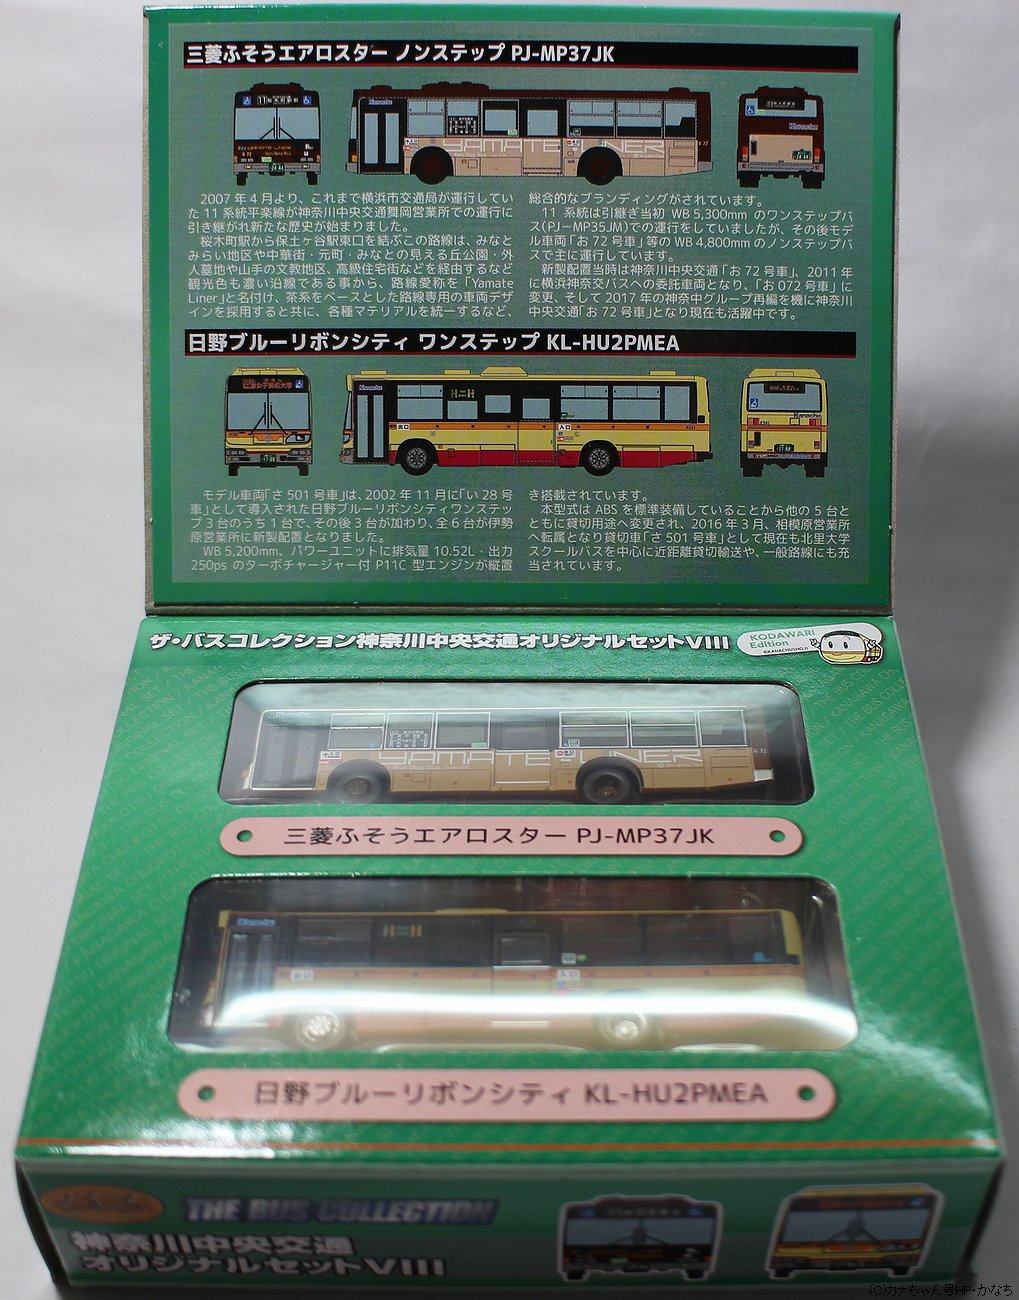 三菱ふそうエアロスター ノンステップ PJ-MP37JK
YAMATE LINER
2007年4月より、これまで横浜市交通局が運行してい
た11系統平楽線が神奈川中央交通舞岡営業所での運行に
引き継がれ新たな歴史が始まりました。
桜木町駅から保土ヶ谷駅東口を結ぶこの路線は、みなと
みらい地区や中華街・元町・みなとの見える丘公園・外
人墓地や山手の文教地区、高級住宅街などを経由するなど
観光色も濃い沿線である事から、路線愛称を「Yamate
Liner」と名付け、茶系をベースとした路線専用の車両デザ
インを採用すると共に、各種マテリアルを統一するなど、
総合的なブランディングがされています。
11系統は引継ぎ当初 WB 5,300mm のワンステップバ
ス(PJ-MP35JM)での運行をしていましたが、その後モデ
ル車両「お72号車」等のWB 4,800mmのノンステップバ
スで主に運行しています。
新製配置当時は神奈川中央交通「お72号車」、2011年
に横浜神奈交バスへの委託車両となり、「お072号車」に
変更、そして2017年の神奈中グループ再編を機に神奈川
中央交通「お72号車」となり現在も活躍中です。
日野ブルーリボンシティ ワンステップ KL-HU2PMEA
モデル車両「さ501号車」は、2002年11月に「い28号
車」として導入された日野ブルーリボンシティワンステッ
プ3台のうち1台で、その後3台が加わり、全6台が伊勢
原営業所に新製配置となりました。
WB 5,200mm、パワーユニットに排気量10.52L・出力
250psのターボチャージャー付P11C型エンジンが縦置
き搭載されています。
本型式はABSを標準装備していることから他の5台と
ともに貸切用途へ変更され、2016年3月、相模原営業所
へ転属となり貸切車「さ501号車」として現在も北里大学
スクールバスを中心に近距離貸切輸送や、一般路線にも充
当されています。
ザ・バスコレクション神奈川中央交通オリジナルセットVIII
KODAWARI
Edition
©KANACHUSHOJI
Kanachu
YAMATE LINER
Non Step Bus
三菱ふそうエアロスター PJ-MP37JK
Kanachu
出口
入口
日野ブルーリボンシティ KL-HU2PMEA
THE BUS COLLECTION
神奈川中央交通
オリジナルセットVIII
(C)カナちゃん号HP・かなち